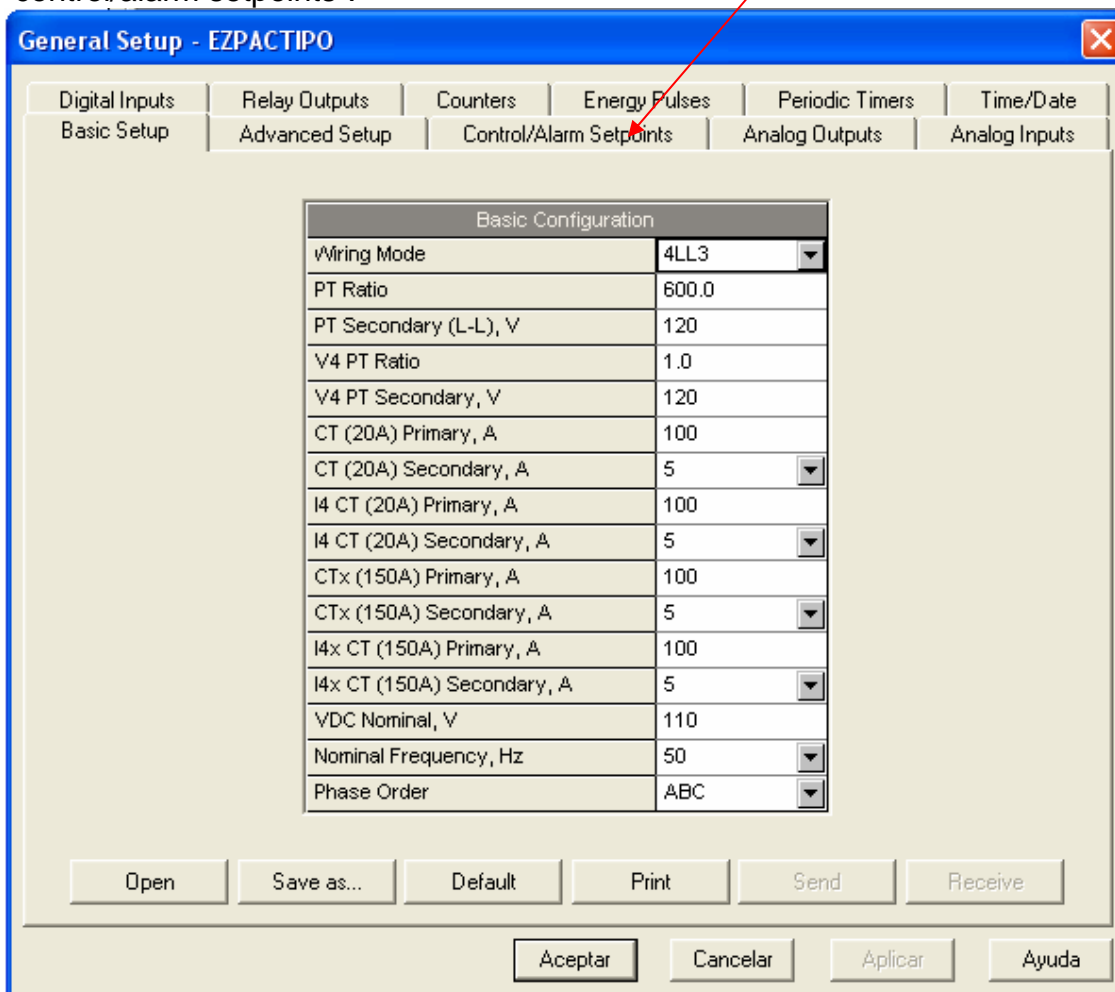 control/alarm setpoints".
General Setup - EZPACTIPO
Digital Inputs Relay Outputs Counters Energy Pulses Periodic Timers Time/Date
Basic Setup Advanced Setup Control/Alarm Setpoints Analog Outputs Analog Inputs
Basic Configuration
Wiring Mode 4LL3
PT Ratio 600.0
PT Secondary (L-L), V 120
V4 PT Ratio 1.0
V4 PT Secondary, V 120
CT (20A) Primary, A 100
CT (20A) Secondary, A 5
I4 CT (20A) Primary, A 100
I4 CT (20A) Secondary, A 5
CTx (150A) Primary, A 100
CTx (150A) Secondary, A 5
I4x CT (150A) Primary, A 100
I4x CT (150A) Secondary, A 5
VDC Nominal, V 110
Nominal Frequency, Hz 50
Phase Order ABC
Open Save as... Default Print Send Receive
Aceptar Cancelar Aplicar Ayuda